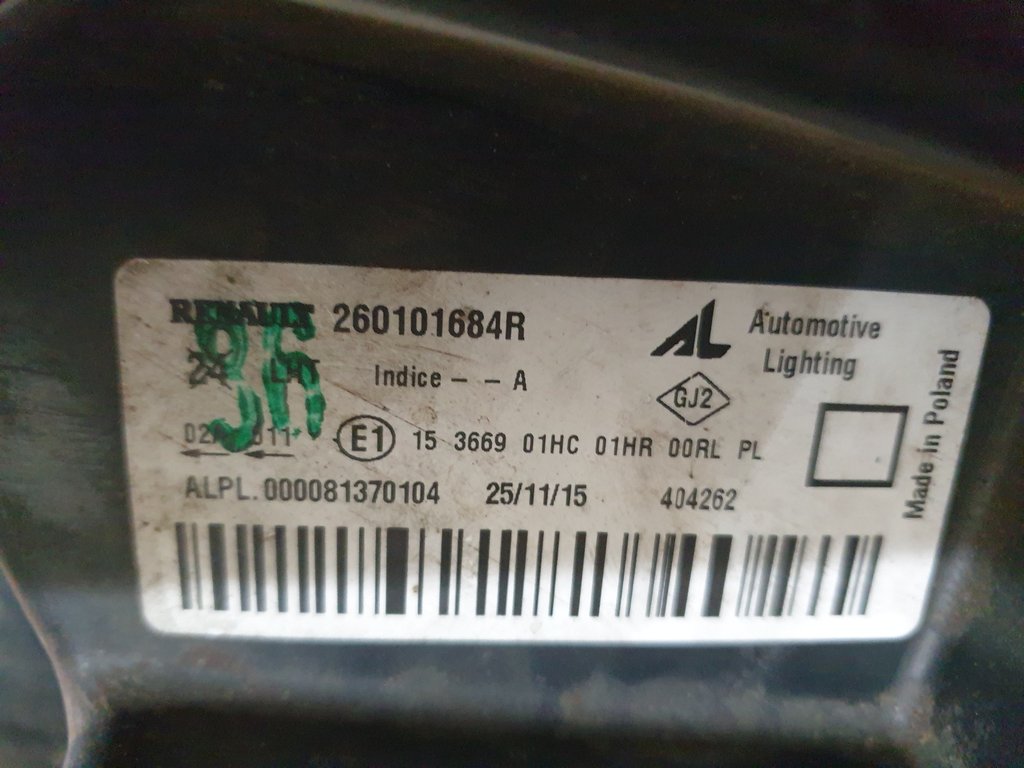 RENAULT 260101684R
Automotive
Lighting
Indice - - A
GJ2
E1 15 3669 01HC 01HR 00RL PL
ALPL. 000081370104 25/11/15 404262
Made in Poland